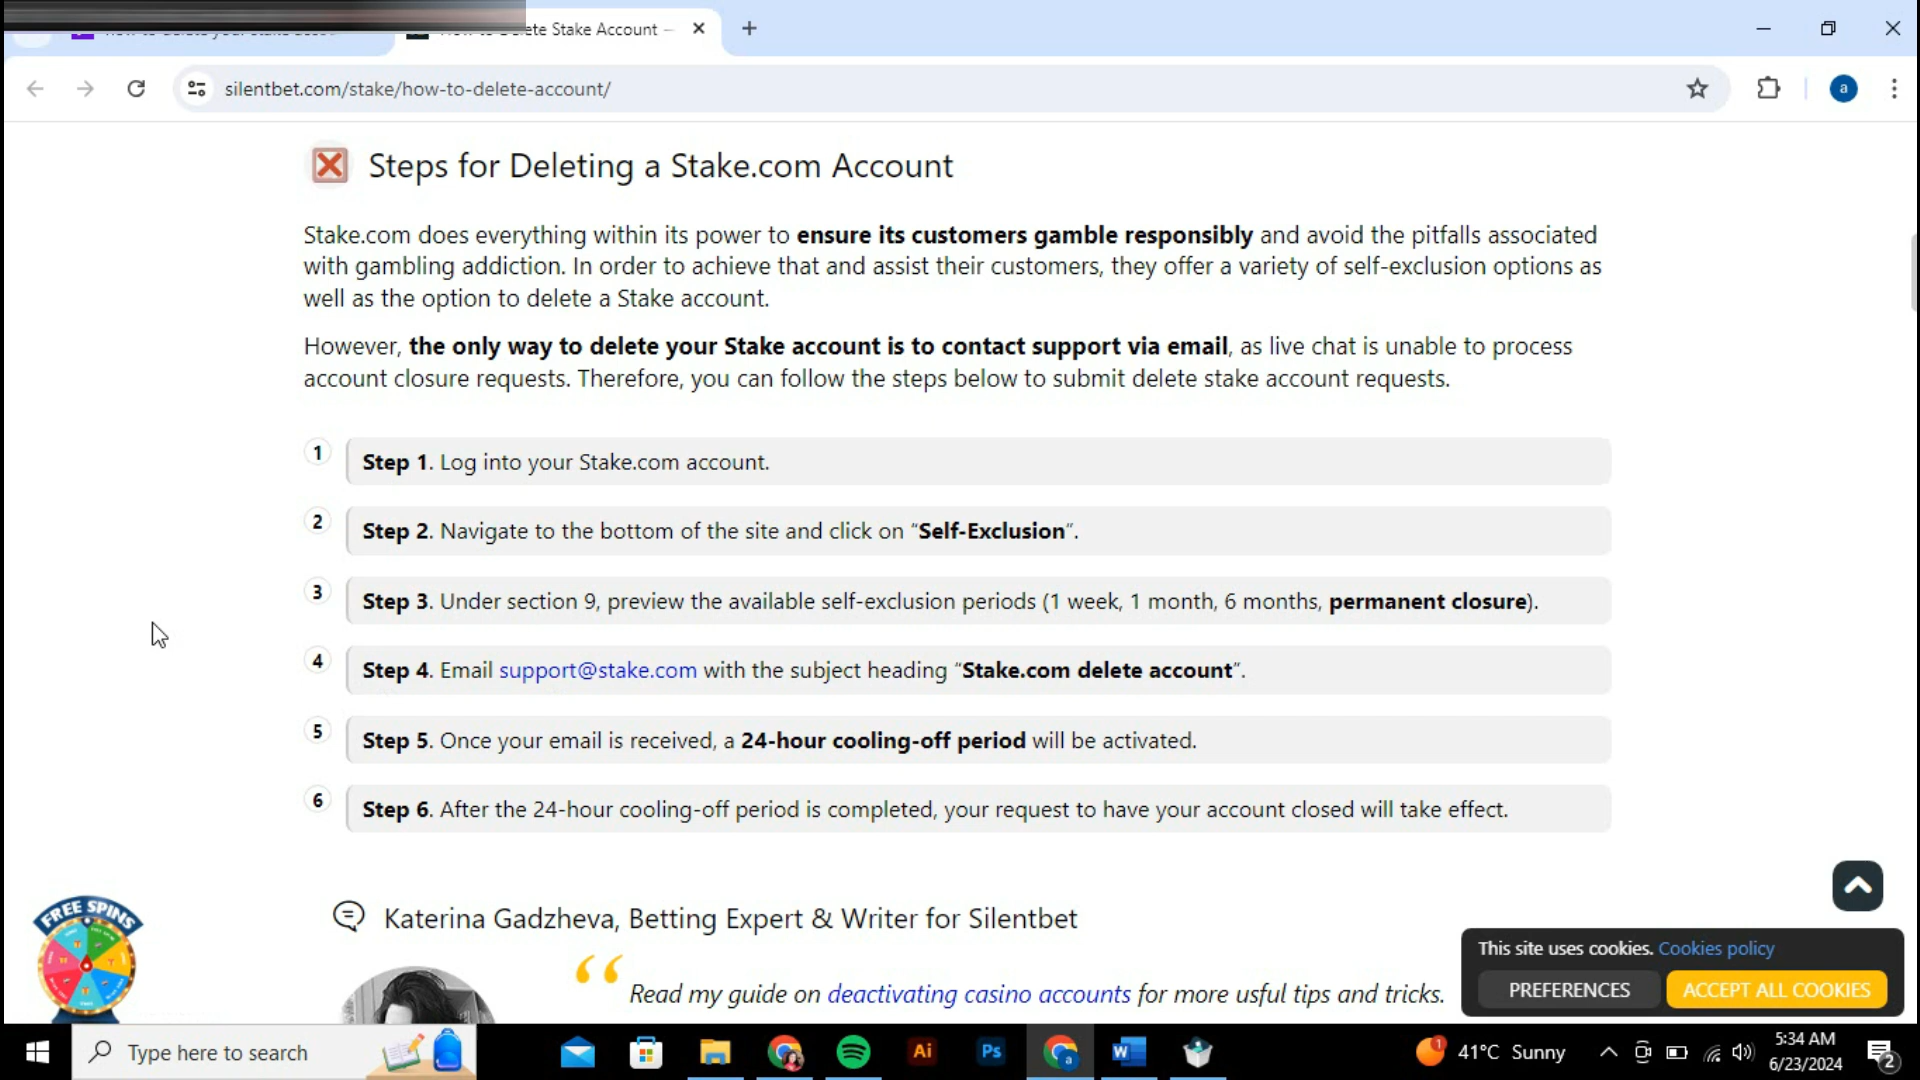 ete Stake Account –
silentbet.com/stake/how-to-delete-account/
a
Steps for Deleting a Stake.com Account
Stake.com does everything within its power to ensure its customers gamble responsibly and avoid the pitfalls associated
with gambling addiction. In order to achieve that and assist their customers, they offer a variety of self-exclusion options as
well as the option to delete a Stake account.
However, the only way to delete your Stake account is to contact support via email, as live chat is unable to process
account closure requests. Therefore, you can follow the steps below to submit delete stake account requests.
1 Step 1. Log into your Stake.com account.
2 Step 2. Navigate to the bottom of the site and click on “Self-Exclusion”.
3 Step 3. Under section 9, preview the available self-exclusion periods (1 week, 1 month, 6 months, permanent closure).
4 Step 4. Email support@stake.com with the subject heading “Stake.com delete account”.
5 Step 5. Once your email is received, a 24-hour cooling-off period will be activated.
6 Step 6. After the 24-hour cooling-off period is completed, your request to have your account closed will take effect.
FREE SPINS
Katerina Gadzheva, Betting Expert & Writer for Silentbet
“ Read my guide on deactivating casino accounts for more usful tips and tricks.
This site uses cookies. Cookies policy
PREFERENCES ACCEPT ALL COOKIES
Type here to search
Ai
Ps
a
W
1
41°C Sunny
5:34 AM
6/23/2024
2